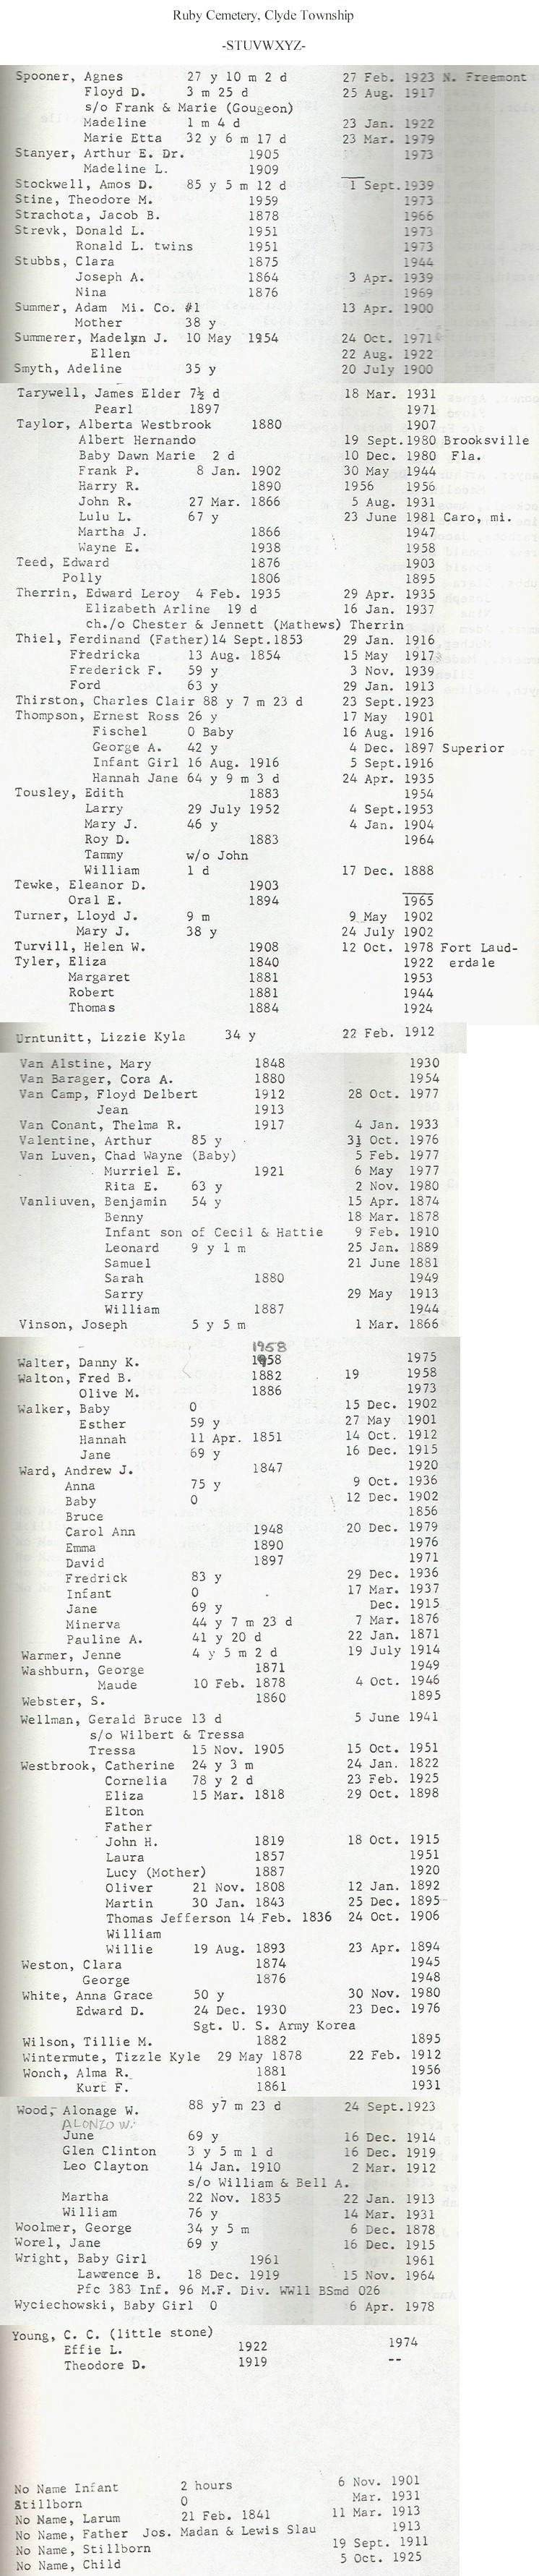 Ruby Cemetery, Clyde Township
-STUVWXYZ-
Spooner, Agnes 27 y 10 m 2 d 27 Feb. 1923 N. Freemont
Floyd D. 3 m 25 d 25 Aug. 1917
s/o Frank & Marie (Gougeon)
Madeline 1 m 4 d 23 Jan. 1922
Marie Etta 32 y 6 m 17 d 23 Mar. 1979
Stanyer, Arthur E. Dr. 1905 1973
Madeline L. 1909
Stockwell, Amos D. 85 y 5 m 12 d 1 Sept.1939
Stine, Theodore M. 1959 1973
Strachota, Jacob B. 1878 1966
Strevk, Donald L. 1951 1973
Ronald L. twins 1951 1973
Stubbs, Clara 1875 1944
Joseph A. 1864 3 Apr. 1939
Nina 1876 1969
Summer, Adam Mi. Co. #1 13 Apr. 1900
Mother 38 y
Summerer, Madelyn J. 10 May 1954 24 Oct. 1971
Ellen 22 Aug. 1922
Smyth, Adeline 35 y 20 July 1900
Tarywell, James Elder 7½ d 18 Mar. 1931
Pearl 1897 1971
Taylor, Alberta Westbrook 1880 1907
Albert Hernando 19 Sept.1980 Brooksville
Baby Dawn Marie 2 d 10 Dec. 1980 Fla.
Frank P. 8 Jan. 1902 30 May 1944
Harry R. 1890 1956 1956
John R. 27 Mar. 1866 5 Aug. 1931
Lulu L. 67 y 23 June 1981 Caro, mi.
Martha J. 1866 1947
Wayne E. 1938 1958
Teed, Edward 1876 1903
Polly 1806 1895
Therrin, Edward Leroy 4 Feb. 1935 29 Apr. 1935
Elizabeth Arline 19 d 16 Jan. 1937
ch./o Chester & Jennett (Mathews) Therrin
Thiel, Ferdinand (Father)14 Sept.1853 29 Jan. 1916
Fredricka 13 Aug. 1854 15 May 1917
Frederick F. 59 y 3 Nov. 1939
Ford 63 y 29 Jan. 1913
Thirston, Charles Clair 88 y 7 m 23 d 23 Sept.1923
Thompson, Ernest Ross 26 y 17 May 1901
Fischel 0 Baby 16 Aug. 1916
George A. 42 y 4 Dec. 1897 Superior
Infant Girl 16 Aug. 1916 5 Sept.1916
Hannah Jane 64 y 9 m 3 d 24 Apr. 1935
Tousley, Edith 1883 1954
Larry 29 July 1952 4 Sept.1953
Mary J. 46 y 4 Jan. 1904
Roy D. 1883 1964
Tammy w/o John
William 1 d 17 Dec. 1888
Tewke, Eleanor D. 1903
Oral E. 1894 1965
Turner, Lloyd J. 9 m 9 May 1902
Mary J. 38 y 24 July 1902
Turvill, Helen W. 1908 12 Oct. 1978 Fort Laud-
Tyler, Eliza 1840 1922 erdale
Margaret 1881 1953
Robert 1881 1944
Thomas 1884 1924
Urntunitt, Lizzie Kyla 34 y 22 Feb. 1912
Van Alstine, Mary 1848 1930
Van Barager, Cora A. 1880 1954
Van Camp, Floyd Delbert 1912 28 Oct. 1977
Jean 1913
Van Conant, Thelma R. 1917 4 Jan. 1933
Valentine, Arthur 85 y 31 Oct. 1976
Van Luven, Chad Wayne (Baby) 5 Feb. 1977
Murriel E. 1921 6 May 1977
Rita E. 63 y 2 Nov. 1980
Vanliuven, Benjamin 54 y 15 Apr. 1874
Benny 18 Mar. 1878
Infant son of Cecil & Hattie 9 Feb. 1910
Leonard 9 y 1 m 25 Jan. 1889
Samuel 21 June 1881
Sarah 1880 1949
Sarry 29 May 1913
William 1887 1944
Vinson, Joseph 5 y 5 m 1 Mar. 1866
1958
Walter, Danny K. 1958 1975
Walton, Fred B. 1882 19 1958
Olive M. 1886 1973
Walker, Baby 0 15 Dec. 1902
Esther 59 y 27 May 1901
Hannah 11 Apr. 1851 14 Oct. 1912
Jane 69 y 16 Dec. 1915
Ward, Andrew J. 1847 1920
Anna 75 y 9 Oct. 1936
Baby 0 12 Dec. 1902
Bruce 1856
Carol Ann 1948 20 Dec. 1979
Emma 1890 1976
David 1897 1971
Fredrick 83 y 29 Dec. 1936
Infant 0 17 Mar. 1937
Jane 69 y Dec. 1915
Minerva 44 y 7 m 23 d 7 Mar. 1876
Pauline A. 41 y 20 d 22 Jan. 1871
Warmer, Jenne 4 y 5 m 2 d 19 July 1914
Washburn, George 1871 1949
Maude 10 Feb. 1878 4 Oct. 1946
Webster, S. 1860 1895
Wellman, Gerald Bruce 13 d 5 June 1941
s/o Wilbert & Tressa
Tressa 15 Nov. 1905 15 Oct. 1951
Westbrook, Catherine 24 y 3 m 24 Jan. 1822
Cornelia 78 y 2 d 23 Feb. 1925
Eliza 15 Mar. 1818 29 Oct. 1898
Elton
Father
John H. 1819 18 Oct. 1915
Laura 1857 1951
Lucy (Mother) 1887 1920
Oliver 21 Nov. 1808 12 Jan. 1892
Martin 30 Jan. 1843 25 Dec. 1895
Thomas Jefferson 14 Feb. 1836 24 Oct. 1906
William
Willie 19 Aug. 1893 23 Apr. 1894
Weston, Clara 1874 1945
George 1876 1948
White, Anna Grace 50 y 30 Nov. 1980
Edward D. 24 Dec. 1930 23 Dec. 1976
Sgt. U. S. Army Korea
Wilson, Tillie M. 1882 1895
Wintermute, Tizzle Kyle 29 May 1878 22 Feb. 1912
Wonch, Alma R. 1881 1956
Kurt F. 1861 1931
Wood, Alonage W. 88 y7 m 23 d 24 Sept.1923
ALONZO W.
June 69 y 16 Dec. 1914
Glen Clinton 3 y 5 m 1 d 16 Dec. 1919
Leo Clayton 14 Jan. 1910 2 Mar. 1912
s/o William & Bell A.
Martha 22 Nov. 1835 22 Jan. 1913
William 76 y 14 Mar. 1931
Woolmer, George 34 y 5 m 6 Dec. 1878
Worel, Jane 69 y 16 Dec. 1915
Wright, Baby Girl 1961 1961
Lawrence B. 18 Dec. 1919 15 Nov. 1964
Pfc 383 Inf. 96 M.F. Div. WW11 BSmd 026
Wyciechowski, Baby Girl 0 6 Apr. 1978
Young, C. C. (little stone)
Effie L. 1922 1974
Theodore D. 1919 --
No Name Infant 2 hours 6 Nov. 1901
Stillborn 0 Mar. 1931
No Name, Larum 21 Feb. 1841 11 Mar. 1913
No Name, Father Jos. Madan & Lewis Slau 1913
No Name, Stillborn 19 Sept. 1911
No Name, Child 5 Oct. 1925